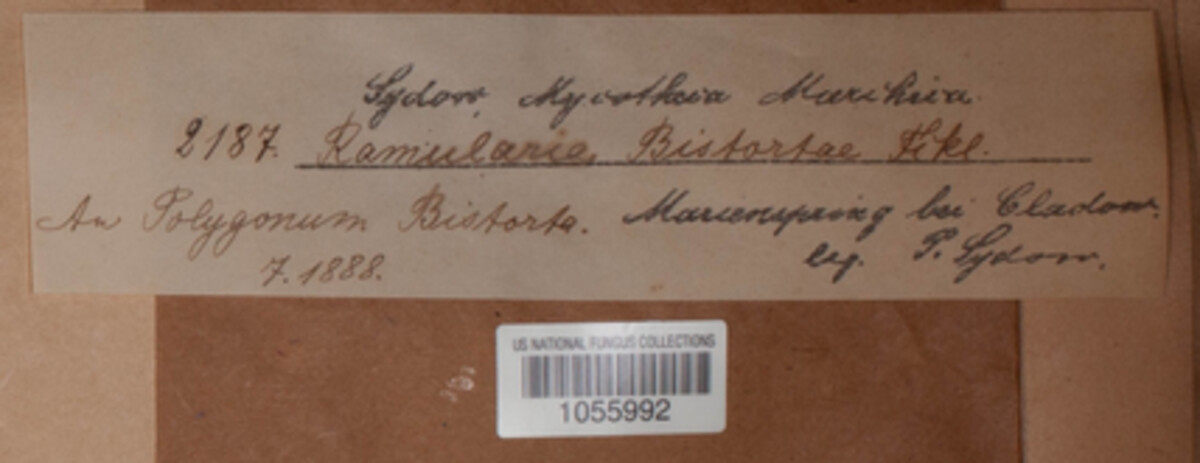 Sydow, Mycotheca Marchica.
2187. Ramularia Bistortae Fckl.
An Polygonum Bistorta. Marienspring bei Cladow.
7. 1888. leg. P. Sydow.
US NATIONAL FUNGUS COLLECTIONS
1055992